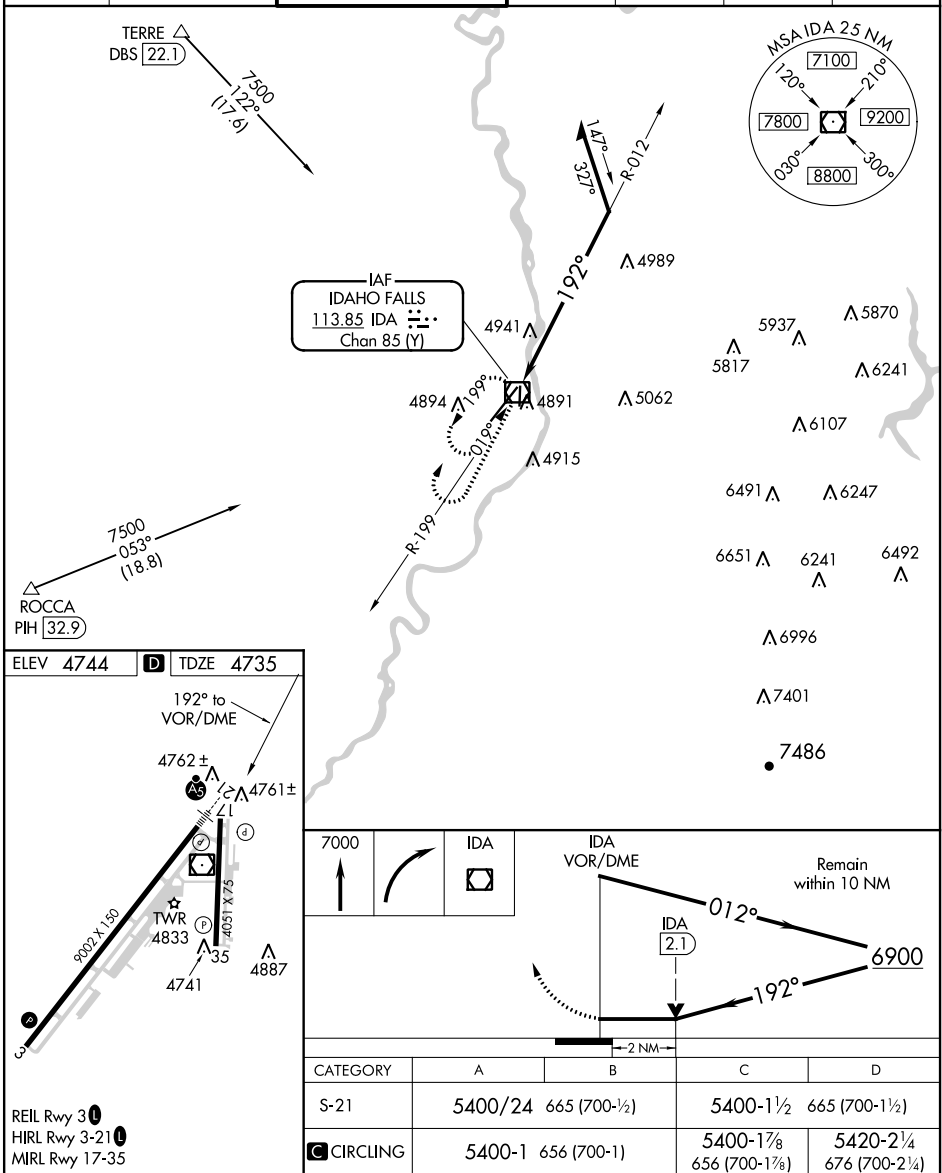 TERRE
DBS 22.1
7500
122°
(17.6)
MSA IDA 25 NM
7100
120°
210°
7800
9200
030°
300°
8800
147°
327°
R-012
192°
4989
IAF
IDAHO FALLS
113.85 IDA
Chan 85 (Y)
4941
5937
5870
5817
6241
4894
199°
4891
5062
019°
6107
4915
6491
6247
R-199
7500
053°
(18.8)
6651
6241
6492
ROCCA
PIH 32.9
6996
7401
7486
ELEV 4744 D TDZE 4735
192° to
VOR/DME
4762 ±
A5
4761±
21
17
P
P
9002 X 150
4051 X 75
TWR
4833
P
35
4741
4887
P
3
REIL Rwy 3 L
HIRL Rwy 3-21 L
MIRL Rwy 17-35
7000
IDA
IDA
VOR/DME
Remain
within 10 NM
012°
IDA
2.1
6900
192°
2 NM
CATEGORY A B C D
S-21 5400/24 665 (700-½) 5400-1½ 665 (700-1½)
C CIRCLING 5400-1 656 (700-1) 5400-1⅞ 656 (700-1⅞) 5420-2¼ 676 (700-2¼)